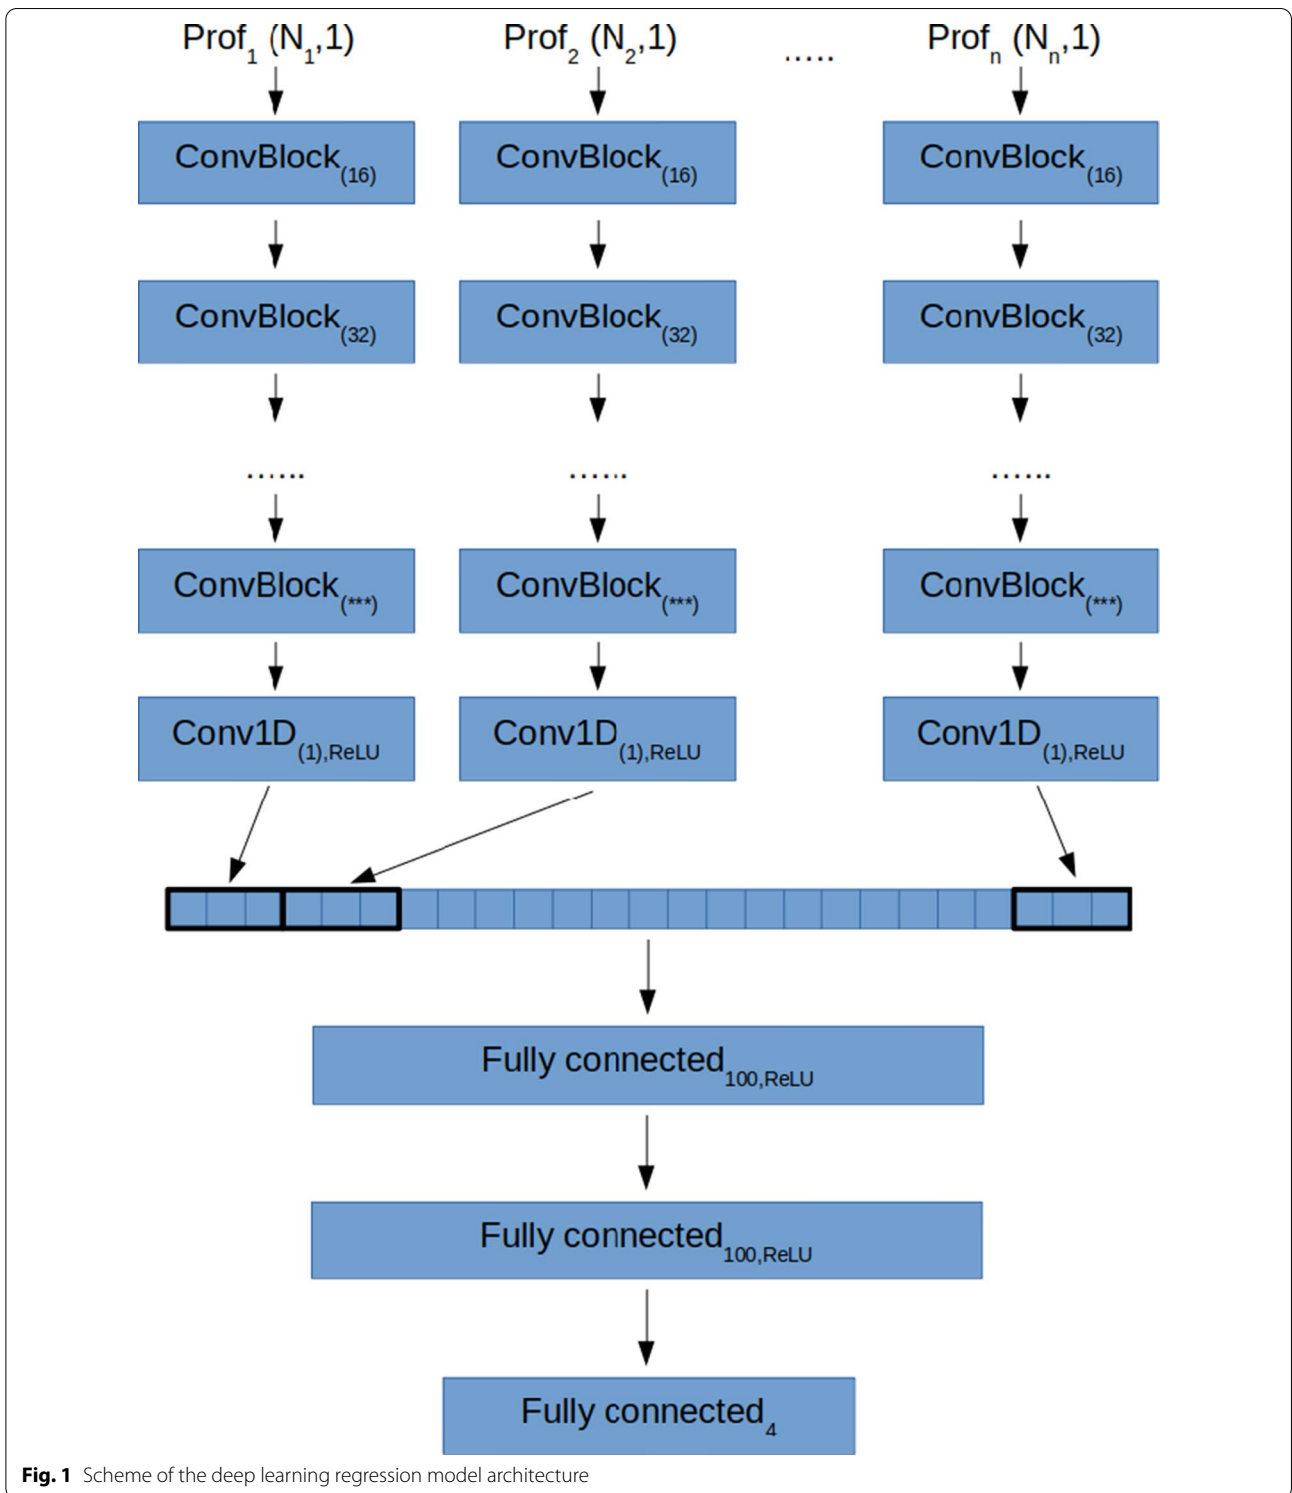 Prof1 (N1,1) Prof2 (N2,1) ..... Profn (Nn,1)
ConvBlock(16) ConvBlock(16) ConvBlock(16)
ConvBlock(32) ConvBlock(32) ConvBlock(32)
...... ...... ......
ConvBlock(***) ConvBlock(***) ConvBlock(***)
Conv1D(1),ReLU Conv1D(1),ReLU Conv1D(1),ReLU
Fully connected100,ReLU
Fully connected100,ReLU
Fully connected4
Fig. 1 Scheme of the deep learning regression model architecture